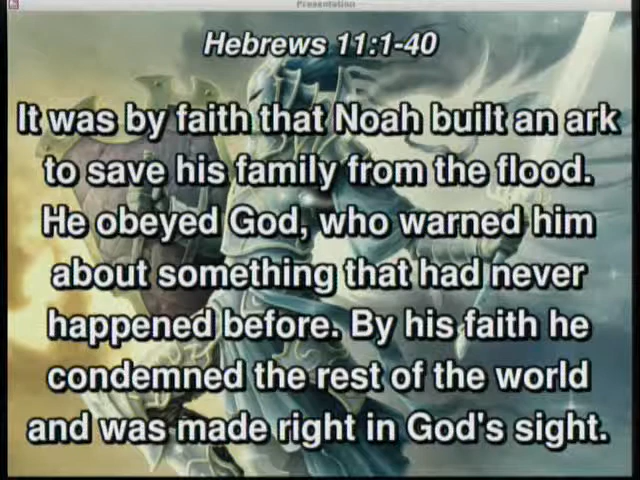 Presentation
Hebrews 11:1-40
It was by faith that Noah built an ark
to save his family from the flood.
He obeyed God, who warned him
about something that had never
happened before. By his faith he
condemned the rest of the world
and was made right in God's sight.